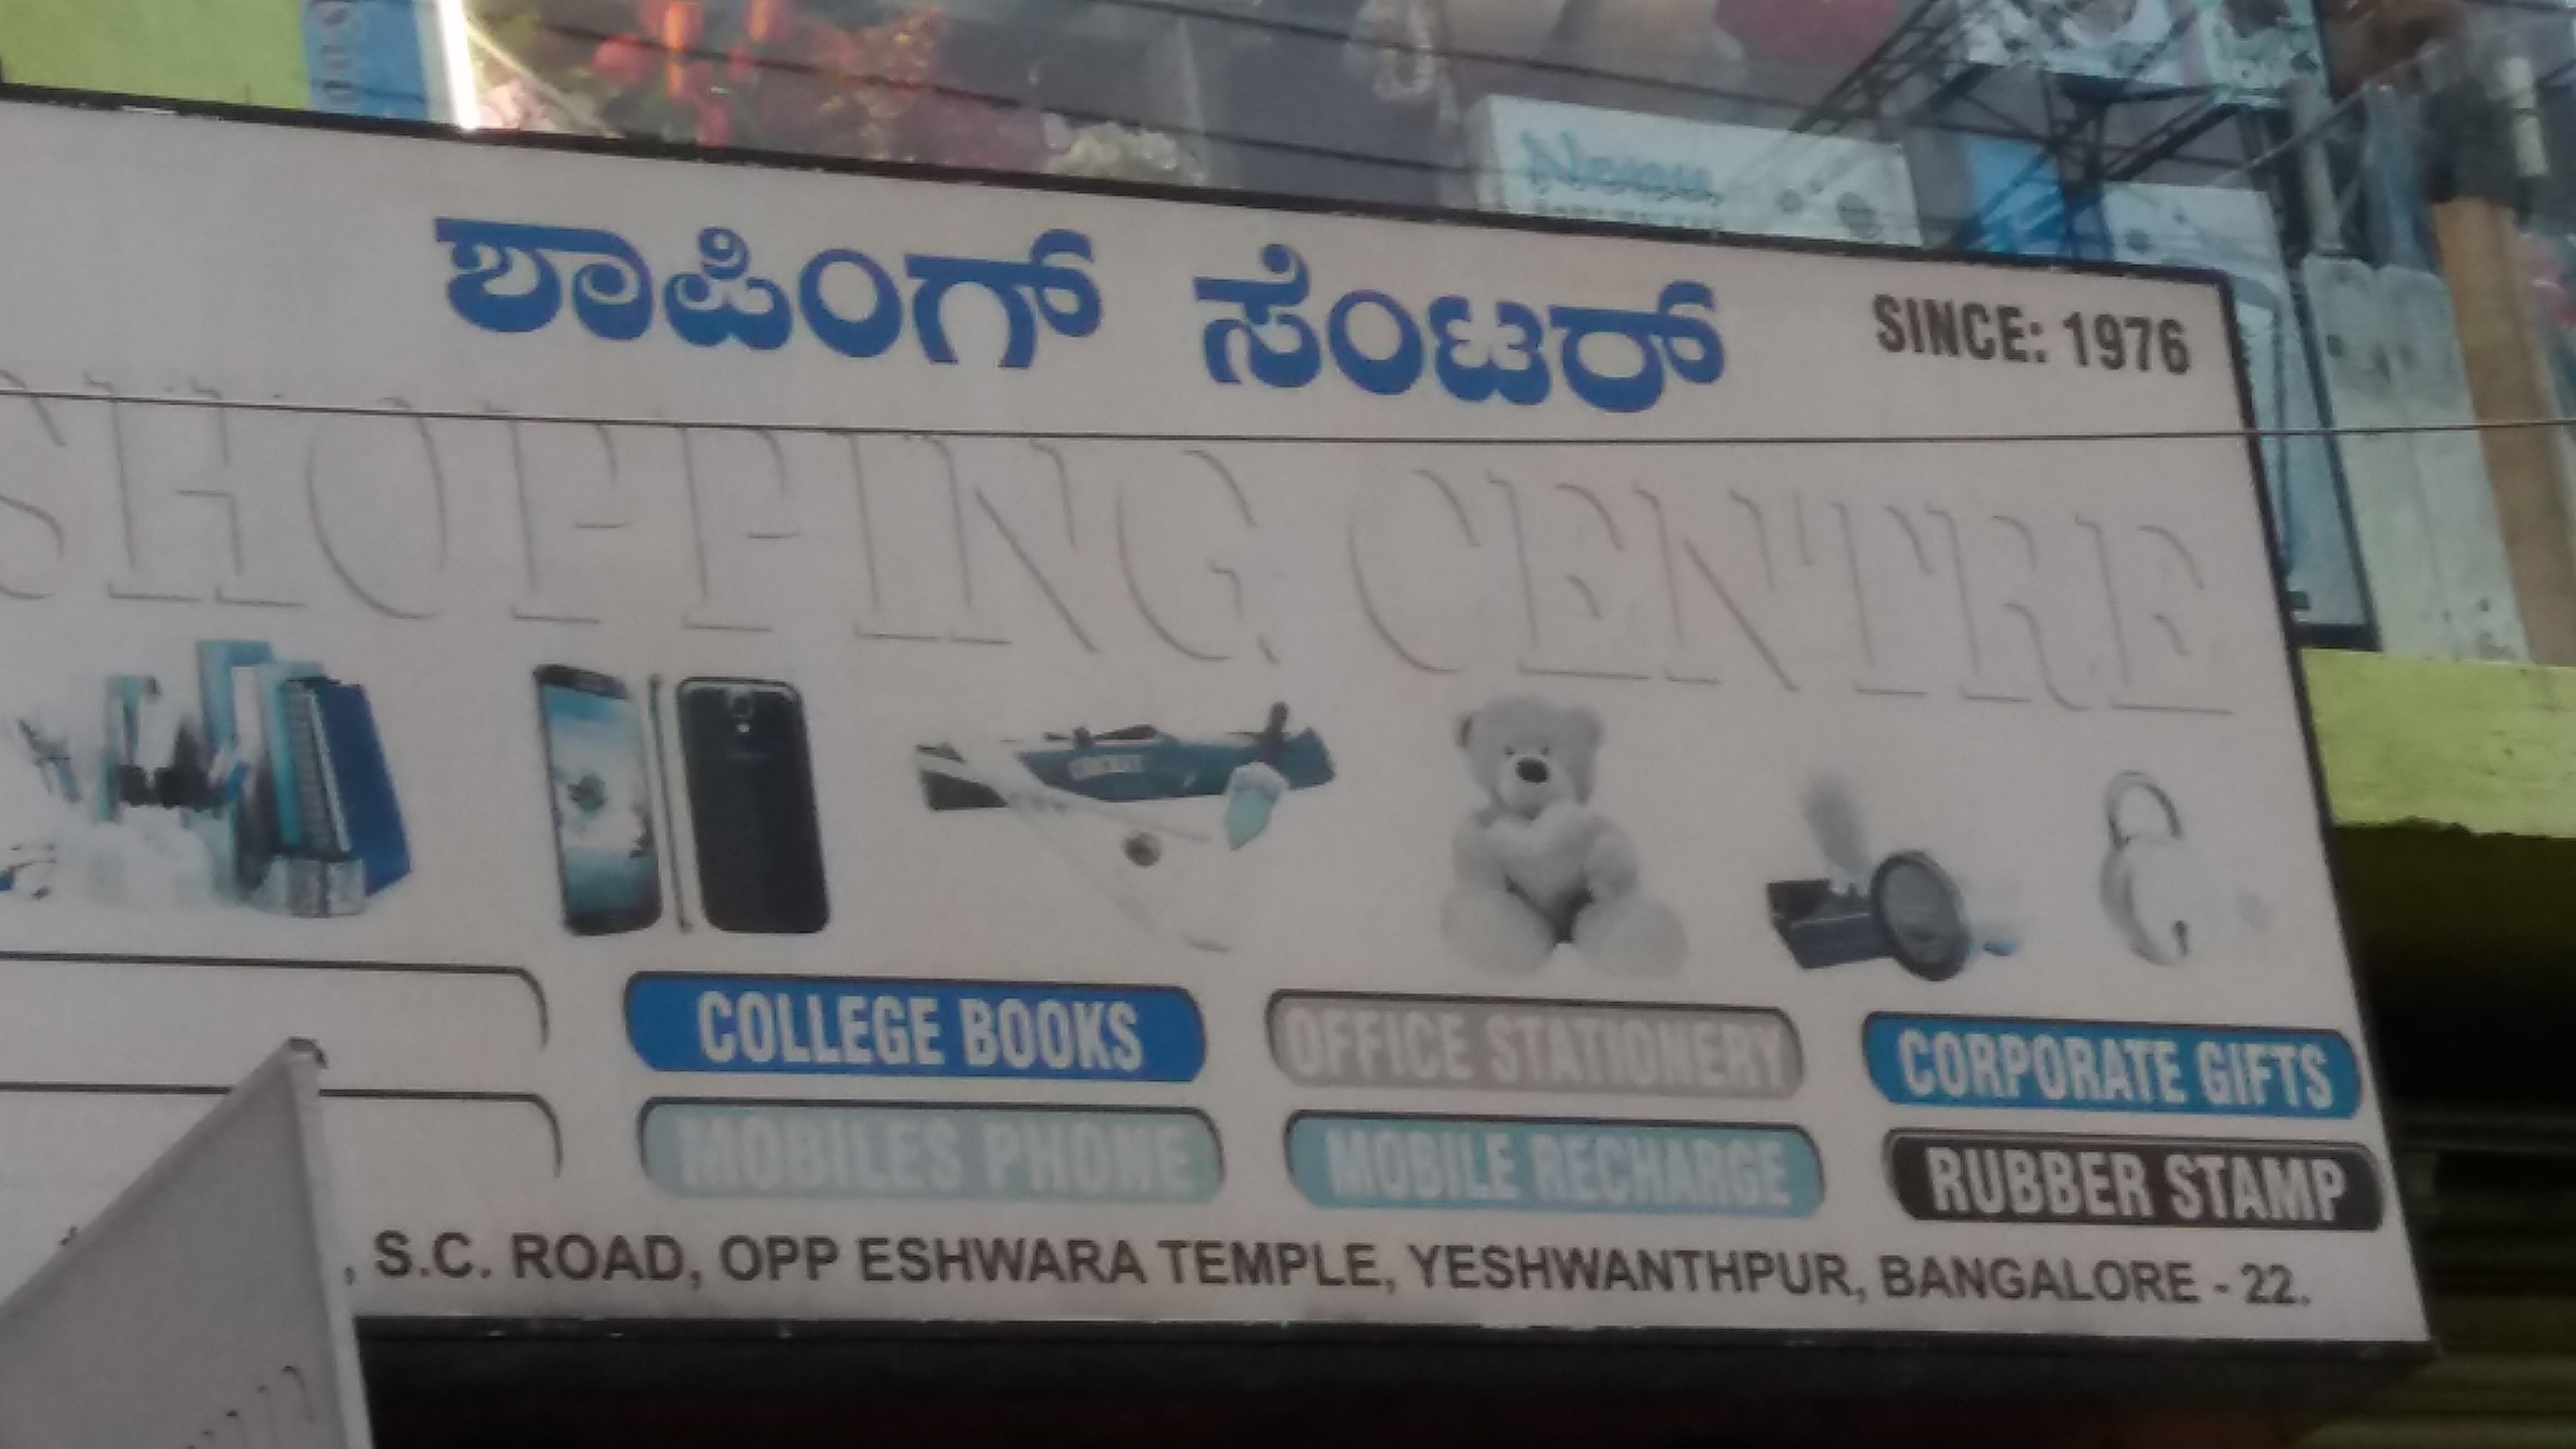 ಶಾಪಿಂಗ್ ಸೆಂಟರ್
SINCE: 1976
SHOPPING CENTRE
COLLEGE BOOKS
OFFICE STATIONERY
CORPORATE GIFTS
MOBILES PHONE
MOBILE RECHARGE
RUBBER STAMP
, S.C. ROAD, OPP ESHWARA TEMPLE, YESHWANTHPUR, BANGALORE - 22.